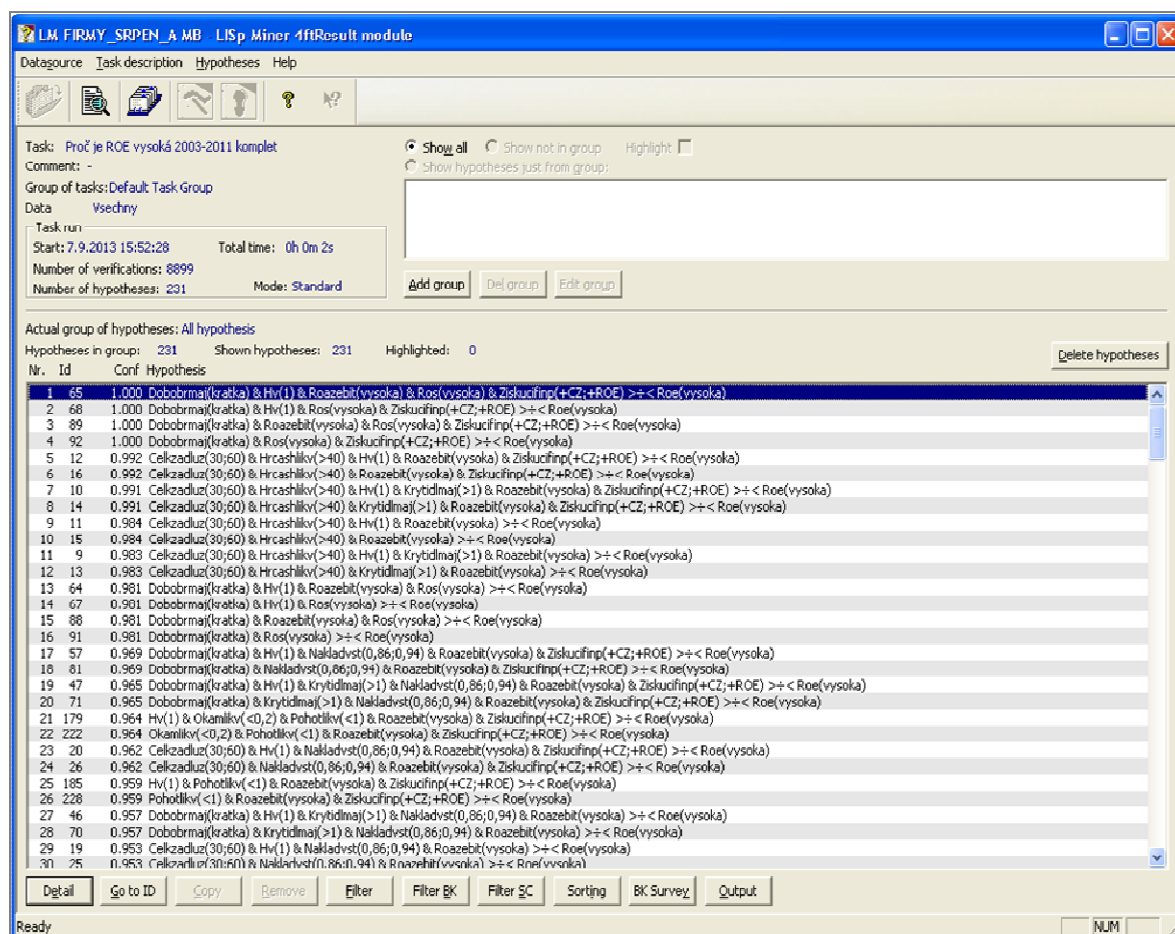 LM FIRMY_SRPEN_A MB - LISp-Miner 4ftResult module
Datasource Task description Hypotheses Help
Task: Proč je ROE vysoká 2003-2011 komplet
Comment: -
Group of tasks: Default Task Group
Data Vsechny
Task run
Start: 7.9.2013 15:52:28 Total time: 0h 0m 2s
Number of verifications: 8899
Number of hypotheses: 231 Mode: Standard
Show all Show not in group Highlight
Show hypotheses just from group:
Add group Del group Edit group
Actual group of hypotheses: All hypothesis
Hypotheses in group: 231 Shown hypotheses: 231 Highlighted: 0
Delete hypotheses
Nr. Id Conf Hypothesis
1 65 1.000 Dobobrmaj(kratka) & Hv(1) & Roazebit(vysoka) & Ros(vysoka) & Ziskucifinp(+CZ;+ROE) >÷< Roe(vysoka)
2 68 1.000 Dobobrmaj(kratka) & Hv(1) & Ros(vysoka) & Ziskucifinp(+CZ;+ROE) >÷< Roe(vysoka)
3 89 1.000 Dobobrmaj(kratka) & Roazebit(vysoka) & Ros(vysoka) & Ziskucifinp(+CZ;+ROE) >÷< Roe(vysoka)
4 92 1.000 Dobobrmaj(kratka) & Ros(vysoka) & Ziskucifinp(+CZ;+ROE) >÷< Roe(vysoka)
5 12 0.992 Celkzadluz(30;60) & Hrcashlikv(>40) & Hv(1) & Roazebit(vysoka) & Ziskucifinp(+CZ;+ROE) >÷< Roe(vysoka)
6 16 0.992 Celkzadluz(30;60) & Hrcashlikv(>40) & Roazebit(vysoka) & Ziskucifinp(+CZ;+ROE) >÷< Roe(vysoka)
7 10 0.991 Celkzadluz(30;60) & Hrcashlikv(>40) & Hv(1) & Krytidlmaj(>1) & Roazebit(vysoka) & Ziskucifinp(+CZ;+ROE) >÷< Roe(vysoka)
8 14 0.991 Celkzadluz(30;60) & Hrcashlikv(>40) & Krytidlmaj(>1) & Roazebit(vysoka) & Ziskucifinp(+CZ;+ROE) >÷< Roe(vysoka)
9 11 0.984 Celkzadluz(30;60) & Hrcashlikv(>40) & Hv(1) & Roazebit(vysoka) >÷< Roe(vysoka)
10 15 0.984 Celkzadluz(30;60) & Hrcashlikv(>40) & Roazebit(vysoka) >÷< Roe(vysoka)
11 9 0.983 Celkzadluz(30;60) & Hrcashlikv(>40) & Hv(1) & Krytidlmaj(>1) & Roazebit(vysoka) >÷< Roe(vysoka)
12 13 0.983 Celkzadluz(30;60) & Hrcashlikv(>40) & Krytidlmaj(>1) & Roazebit(vysoka) >÷< Roe(vysoka)
13 64 0.981 Dobobrmaj(kratka) & Hv(1) & Roazebit(vysoka) & Ros(vysoka) >÷< Roe(vysoka)
14 67 0.981 Dobobrmaj(kratka) & Hv(1) & Ros(vysoka) >÷< Roe(vysoka)
15 88 0.981 Dobobrmaj(kratka) & Roazebit(vysoka) & Ros(vysoka) >÷< Roe(vysoka)
16 91 0.981 Dobobrmaj(kratka) & Ros(vysoka) >÷< Roe(vysoka)
17 57 0.969 Dobobrmaj(kratka) & Hv(1) & Nakladvst(0,86;0,94) & Roazebit(vysoka) & Ziskucifinp(+CZ;+ROE) >÷< Roe(vysoka)
18 81 0.969 Dobobrmaj(kratka) & Nakladvst(0,86;0,94) & Roazebit(vysoka) & Ziskucifinp(+CZ;+ROE) >÷< Roe(vysoka)
19 47 0.965 Dobobrmaj(kratka) & Hv(1) & Krytidlmaj(>1) & Nakladvst(0,86;0,94) & Roazebit(vysoka) & Ziskucifinp(+CZ;+ROE) >÷< Roe(vysoka)
20 71 0.965 Dobobrmaj(kratka) & Krytidlmaj(>1) & Nakladvst(0,86;0,94) & Roazebit(vysoka) & Ziskucifinp(+CZ;+ROE) >÷< Roe(vysoka)
21 179 0.964 Hv(1) & Okamlikv(<0,2) & Pohotlikv(<1) & Roazebit(vysoka) & Ziskucifinp(+CZ;+ROE) >÷< Roe(vysoka)
22 222 0.964 Okamlikv(<0,2) & Pohotlikv(<1) & Roazebit(vysoka) & Ziskucifinp(+CZ;+ROE) >÷< Roe(vysoka)
23 20 0.962 Celkzadluz(30;60) & Hv(1) & Nakladvst(0,86;0,94) & Roazebit(vysoka) & Ziskucifinp(+CZ;+ROE) >÷< Roe(vysoka)
24 26 0.962 Celkzadluz(30;60) & Nakladvst(0,86;0,94) & Roazebit(vysoka) & Ziskucifinp(+CZ;+ROE) >÷< Roe(vysoka)
25 185 0.959 Hv(1) & Pohotlikv(<1) & Roazebit(vysoka) & Ziskucifinp(+CZ;+ROE) >÷< Roe(vysoka)
26 228 0.959 Pohotlikv(<1) & Roazebit(vysoka) & Ziskucifinp(+CZ;+ROE) >÷< Roe(vysoka)
27 46 0.957 Dobobrmaj(kratka) & Hv(1) & Krytidlmaj(>1) & Nakladvst(0,86;0,94) & Roazebit(vysoka) >÷< Roe(vysoka)
28 70 0.957 Dobobrmaj(kratka) & Krytidlmaj(>1) & Nakladvst(0,86;0,94) & Roazebit(vysoka) >÷< Roe(vysoka)
29 19 0.953 Celkzadluz(30;60) & Hv(1) & Nakladvst(0,86;0,94) & Roazebit(vysoka) >÷< Roe(vysoka)
30 25 0.953 Celkzadluz(30;60) & Nakladvst(0,86;0,94) & Roazebit(vysoka) >÷< Roe(vysoka)
Detail Go to ID Copy Remove Filter Filter BK Filter SC Sorting BK Survey Output
Ready NUM